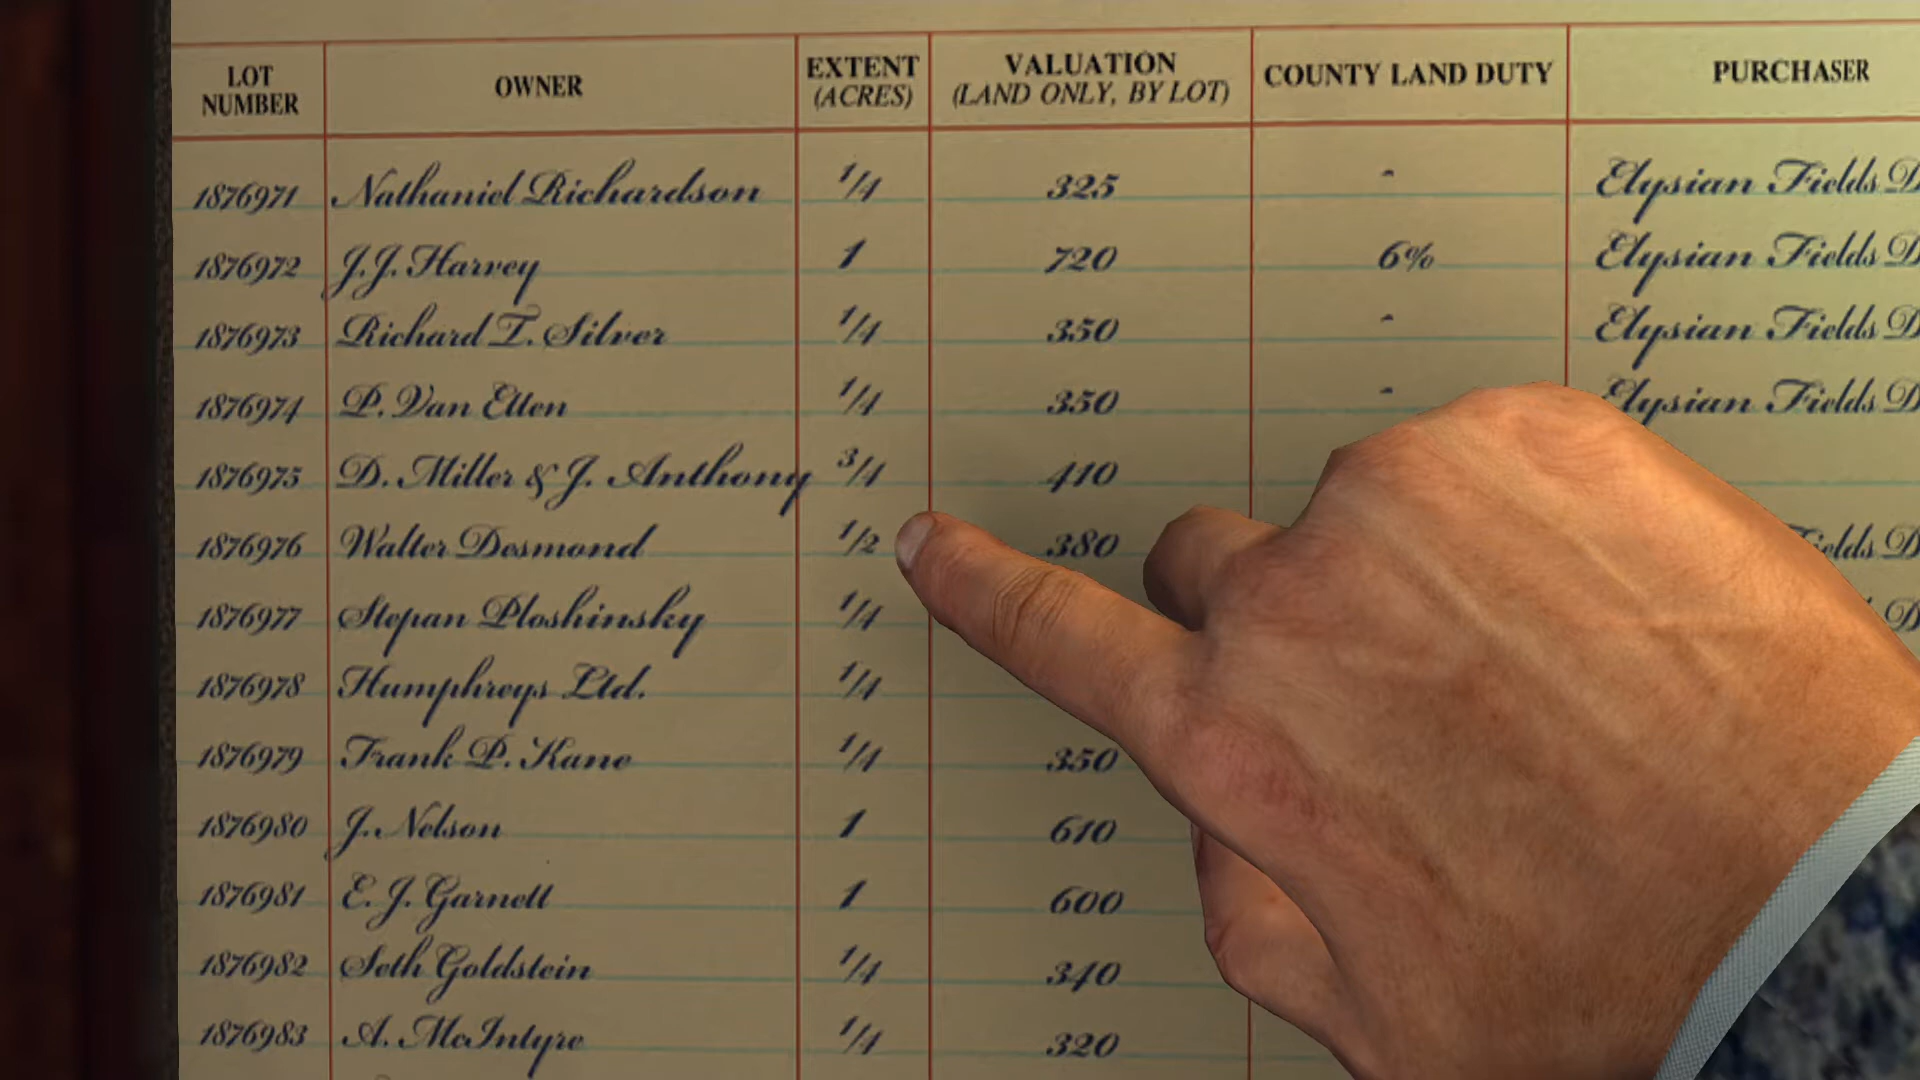 LOT NUMBER OWNER EXTENT (ACRES) VALUATION (LAND ONLY, BY LOT) COUNTY LAND DUTY PURCHASER
1876971 Nathaniel Richardson 1/4 325 - Elysian Fields D
1876972 J.J. Harvey 1 720 6% Elysian Fields D
1876973 Richard T. Silver 1/4 350 - Elysian Fields D
1876974 P. Van Etten 1/4 350 - Elysian Fields D
1876975 D. Miller & J. Anthony 3/4 410
1876976 Walter Desmond 1/2 380 Fields D
1876977 Stepan Ploshinsky 1/4 D
1876978 Humphreys Ltd. 1/4
1876979 Frank P. Kane 1/4 350
1876980 J. Nelson 1 610
1876981 E. J. Garnett 1 600
1876982 Seth Goldstein 1/4 340
1876983 A. McIntyre 1/4 320